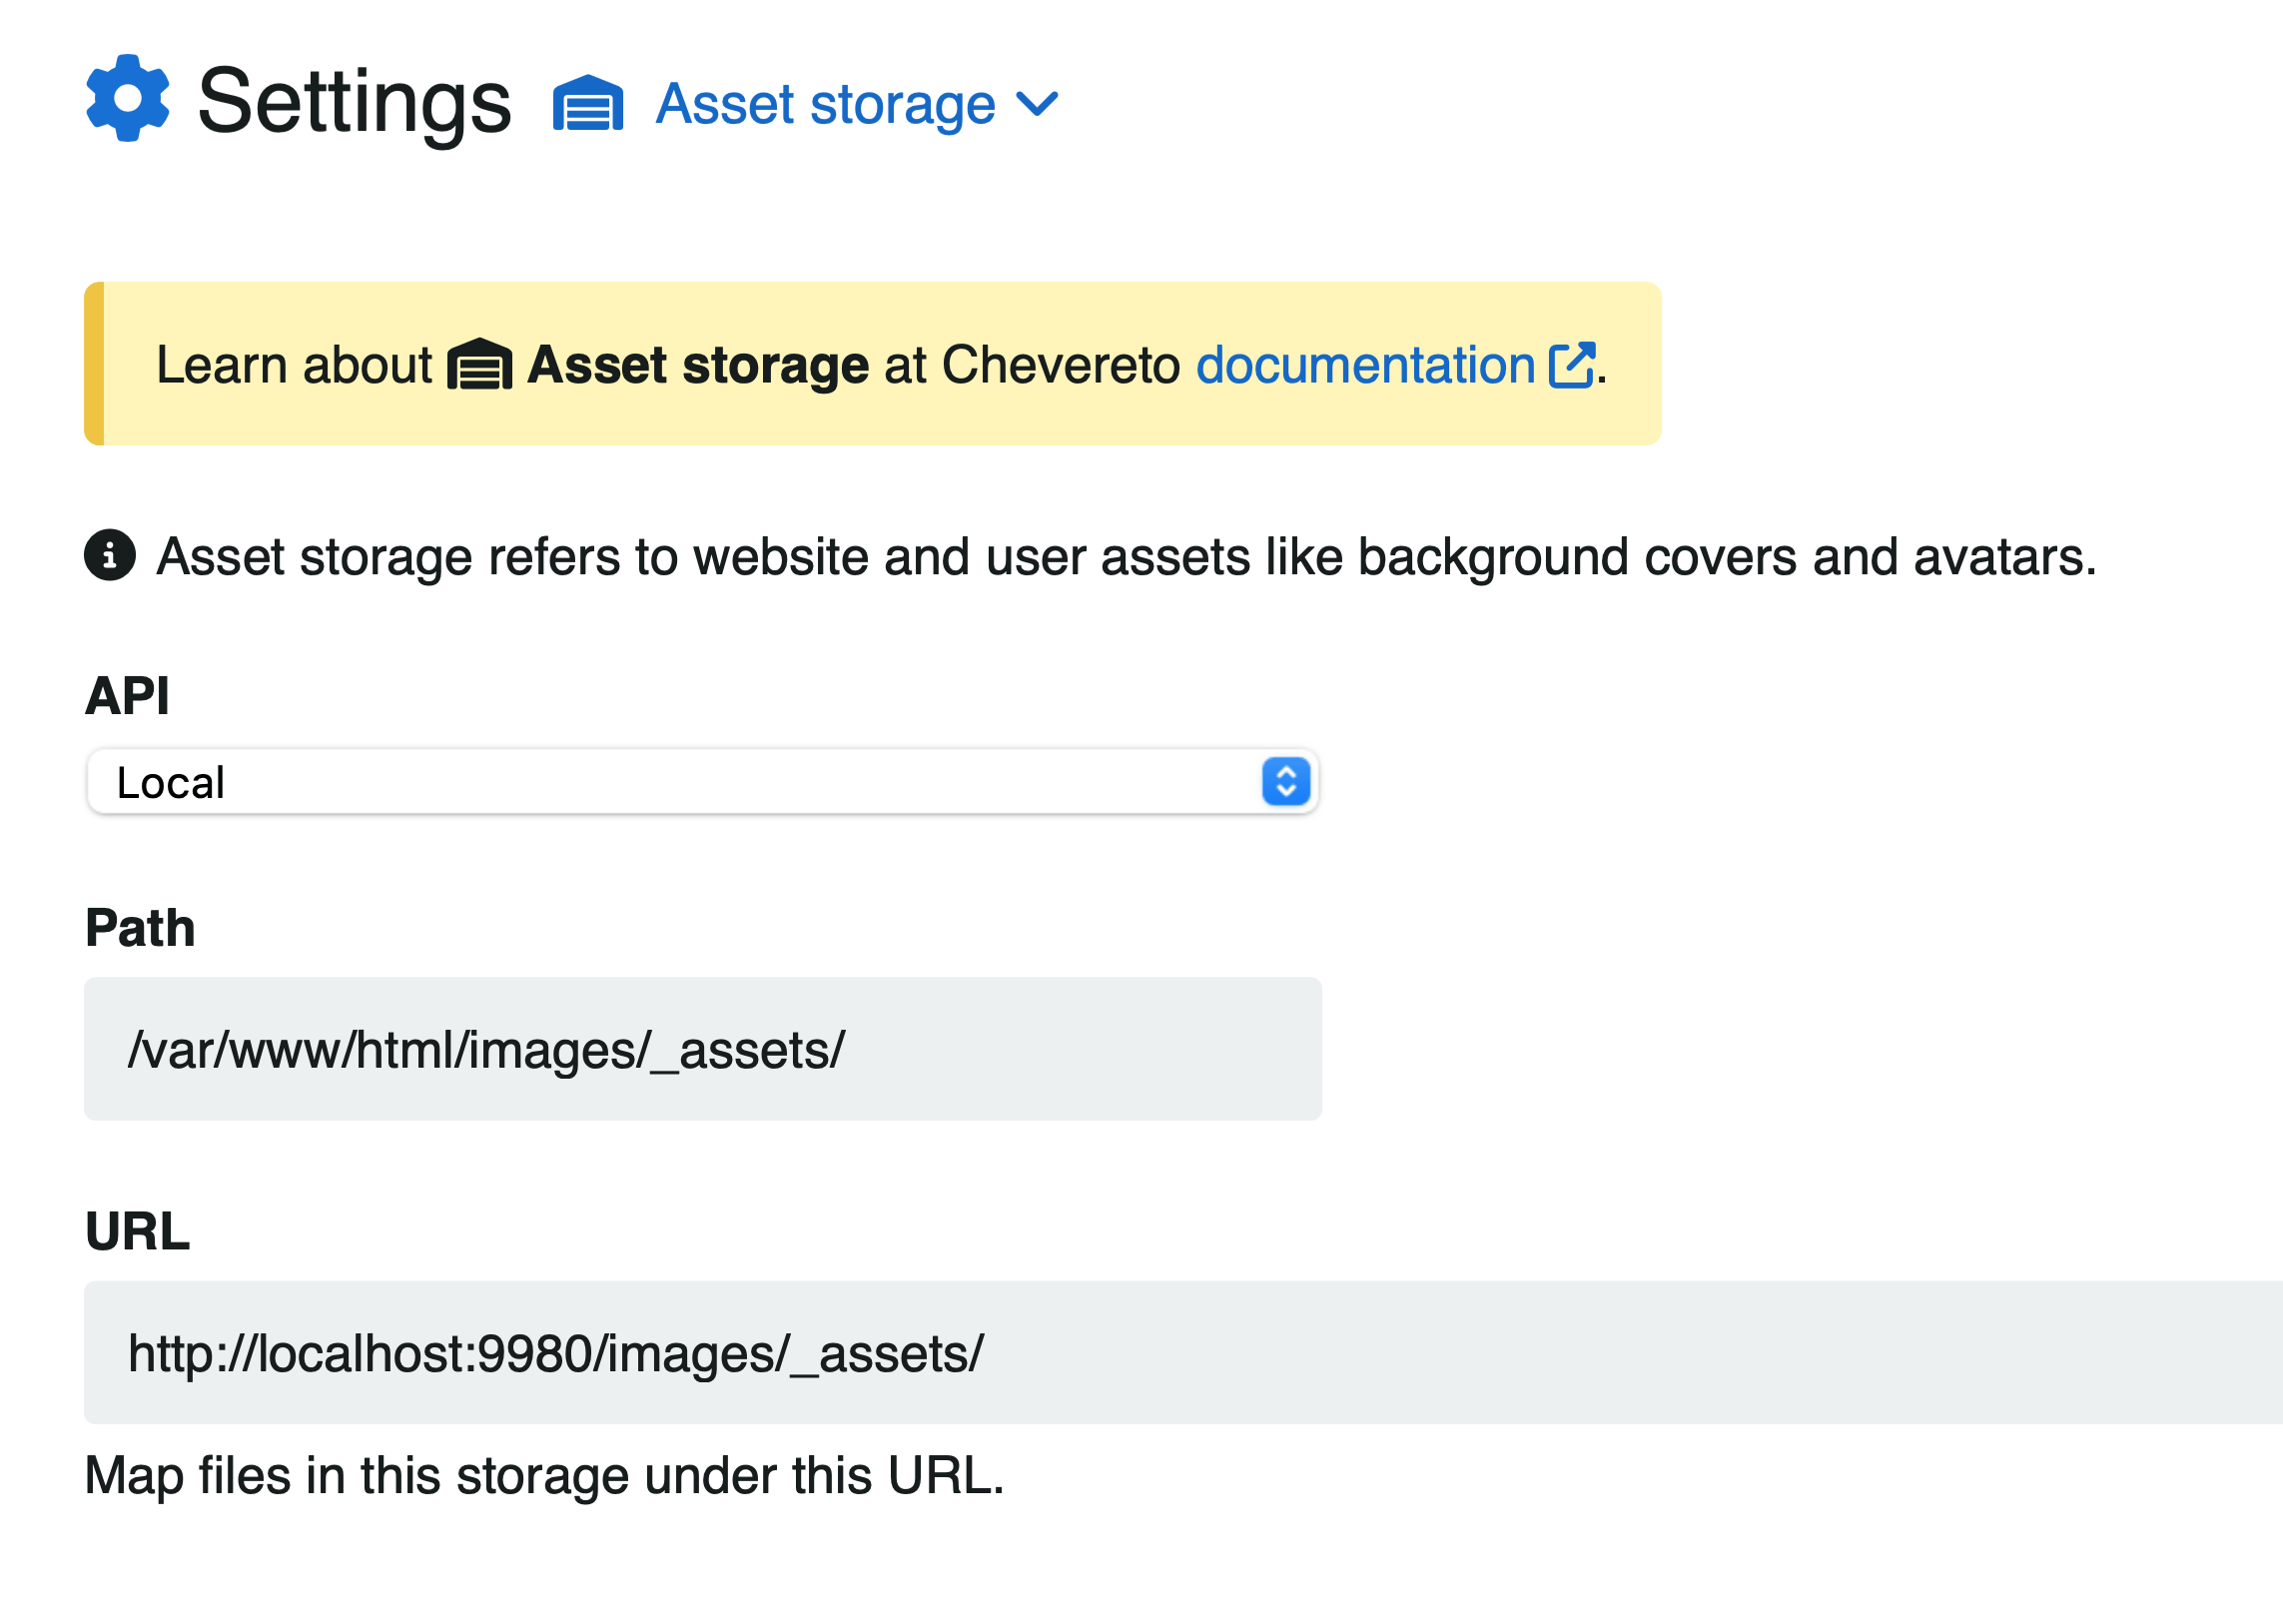 Settings Asset storage
Learn about Asset storage at Chevereto documentation.
Asset storage refers to website and user assets like background covers and avatars.
API
Local
Path
/var/www/html/images/_assets/
URL
http://localhost:9980/images/_assets/
Map files in this storage under this URL.